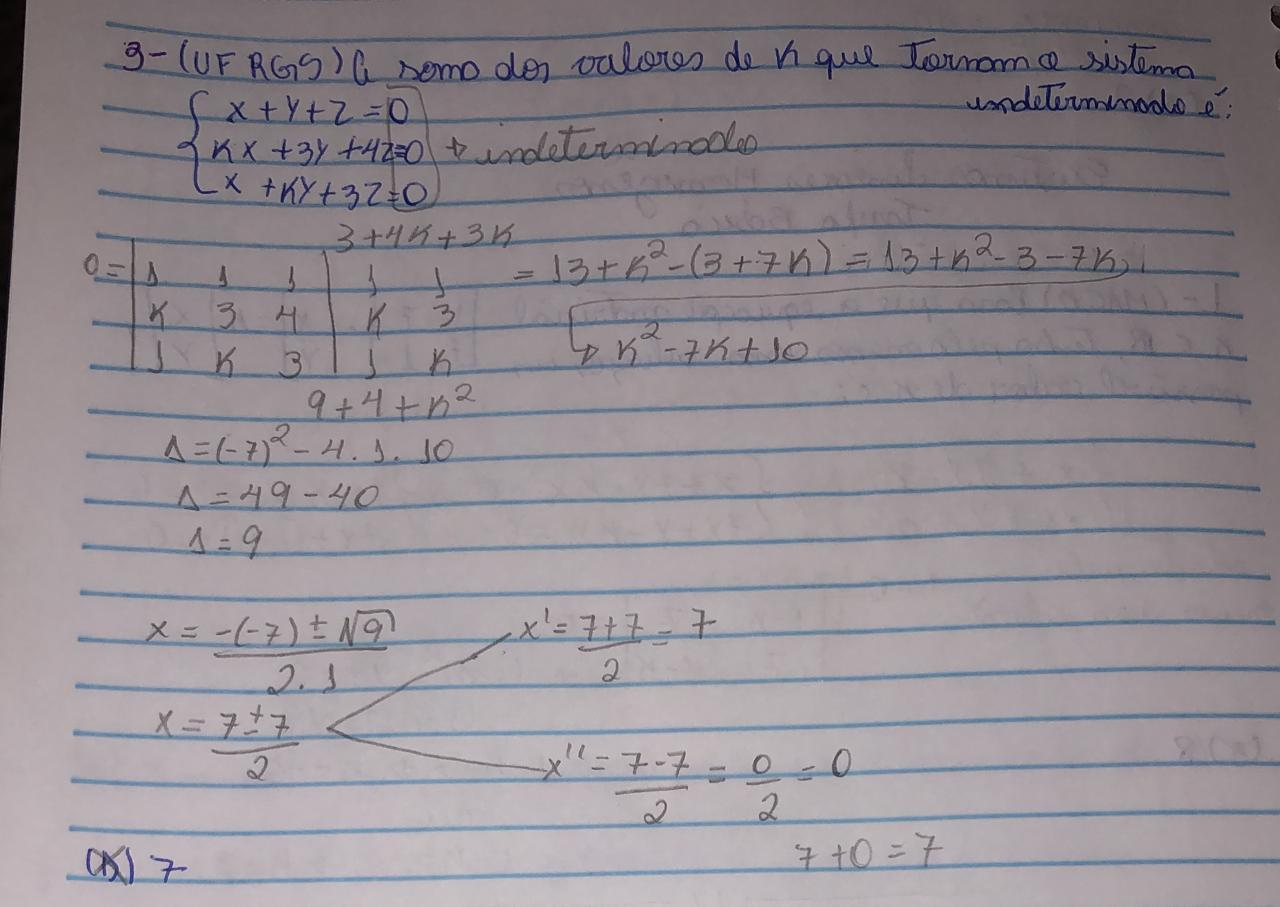 3-(UFRGS) A soma dos valores de K que Tornam o sistema
indeterminado é:
x+y+z=0
Kx+3y+4z=0 → indeterminado
x+Ky+3z=0
3+4K+3K
0= | 1 1 1 | 1 1 = 13+K²-(3+7K)=13+K²-3-7K
K 3 4 | K 3
1 K 3 | 1 K → K²-7K+10
9+4+K²
Δ=(-7)²-4.1.10
Δ=49-40
Δ=9
x=-(-7)±√9/2.1 x'=7+7/2=7
x=7±7/2
x''=7-7/2=0/2=0
7+0=7
(X) 7